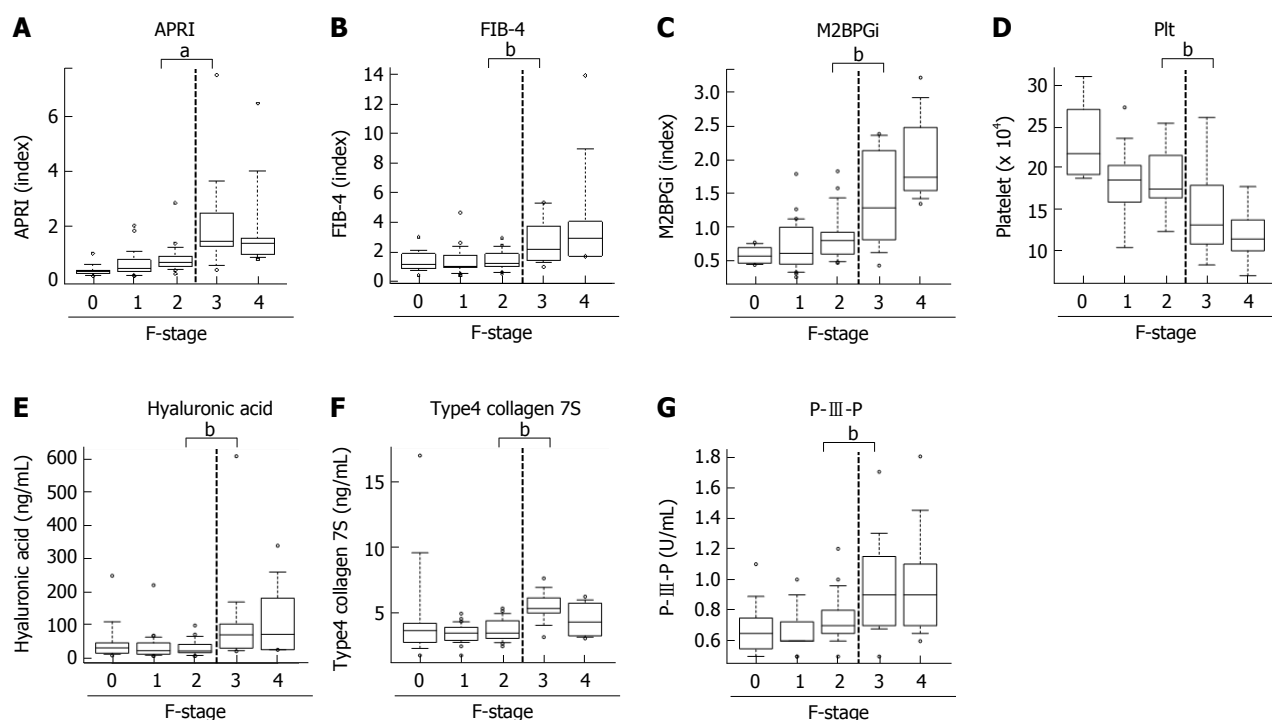 A
APRI
a
APRI (index)
6
4
2
0
0 1 2 3 4
F-stage
B
FIB-4
b
FIB-4 (index)
14
12
10
8
6
4
2
0
0 1 2 3 4
F-stage
C
M2BPGi
b
M2BPGi (index)
3.0
2.5
2.0
1.5
1.0
0.5
0 1 2 3 4
F-stage
D
Plt
b
Platelet (x 10⁴)
30
25
20
15
10
0 1 2 3 4
F-stage
E
Hyaluronic acid
b
Hyaluronic acid (ng/mL)
600
500
400
300
200
100
0
0 1 2 3 4
F-stage
F
Type4 collagen 7S
b
Type4 collagen 7S (ng/mL)
15
10
5
0 1 2 3 4
F-stage
G
P-Ⅲ-P
b
P-Ⅲ-P (U/mL)
1.8
1.6
1.4
1.2
1.0
0.8
0.6
0 1 2 3 4
F-stage